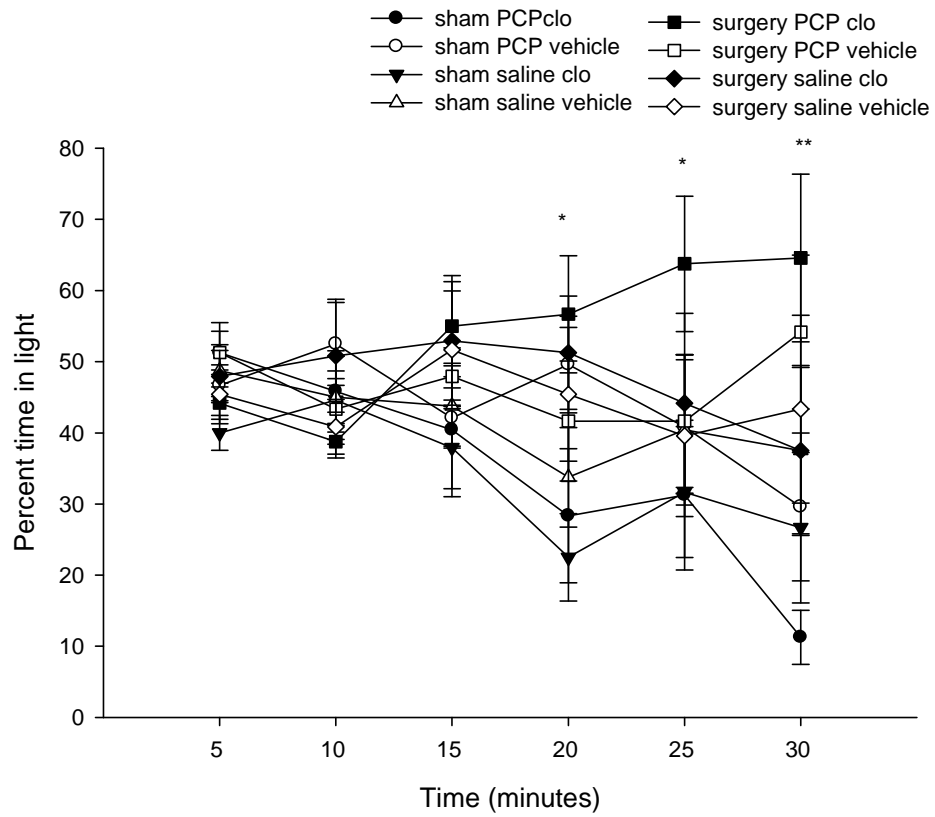 sham PCPclo
sham PCP vehicle
sham saline clo
sham saline vehicle
surgery PCP clo
surgery PCP vehicle
surgery saline clo
surgery saline vehicle
80
70
60
50
40
30
20
10
0
Percent time in light
*
*
**
5 10 15 20 25 30
Time (minutes)